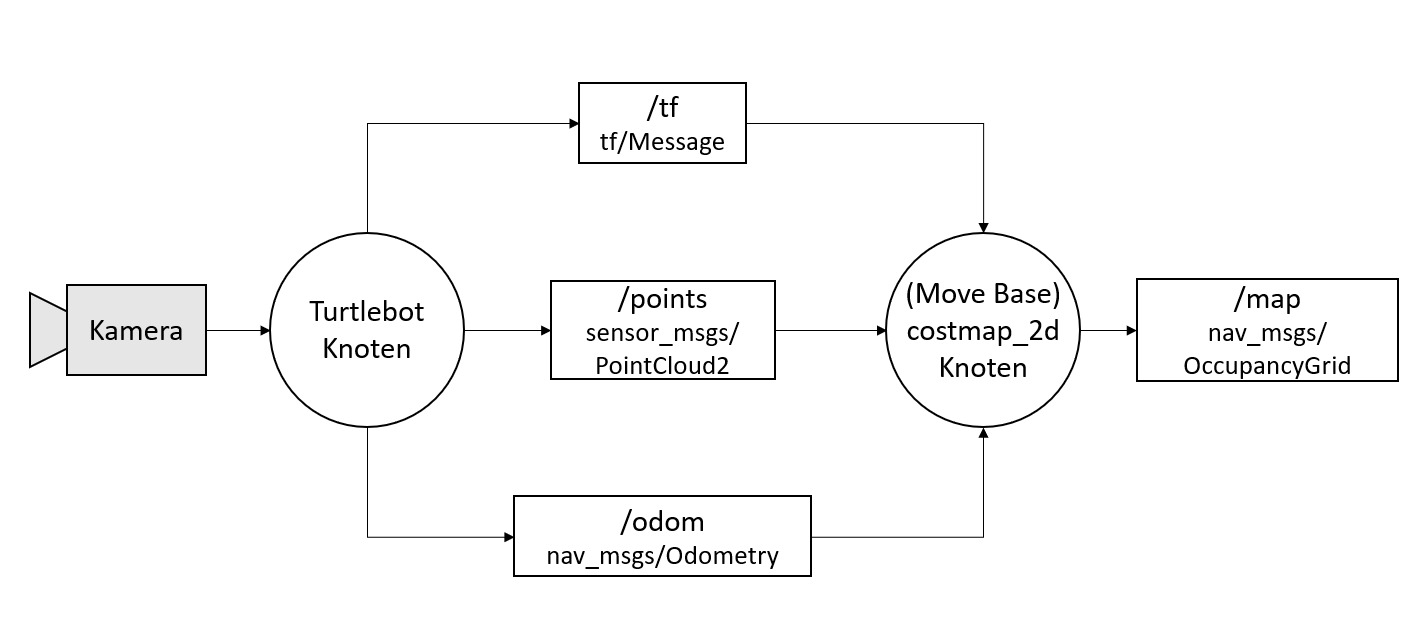 /tf
tf/Message
Kamera
Turtlebot
Knoten
/points
sensor_msgs/
PointCloud2
(Move Base)
costmap_2d
Knoten
/map
nav_msgs/
OccupancyGrid
/odom
nav_msgs/Odometry